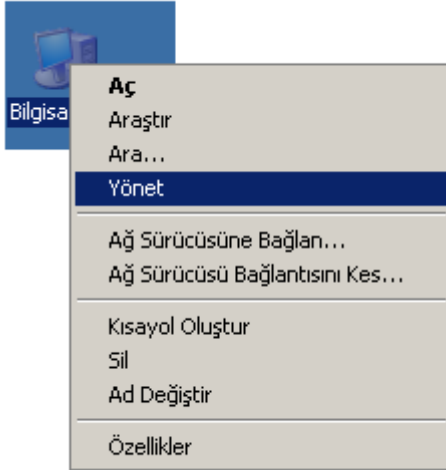 Bilgisa
Aç
Araştır
Ara...
Yönet
Ağ Sürücüsüne Bağlan...
Ağ Sürücüsü Bağlantısını Kes...
Kısayol Oluştur
Sil
Ad Değiştir
Özellikler